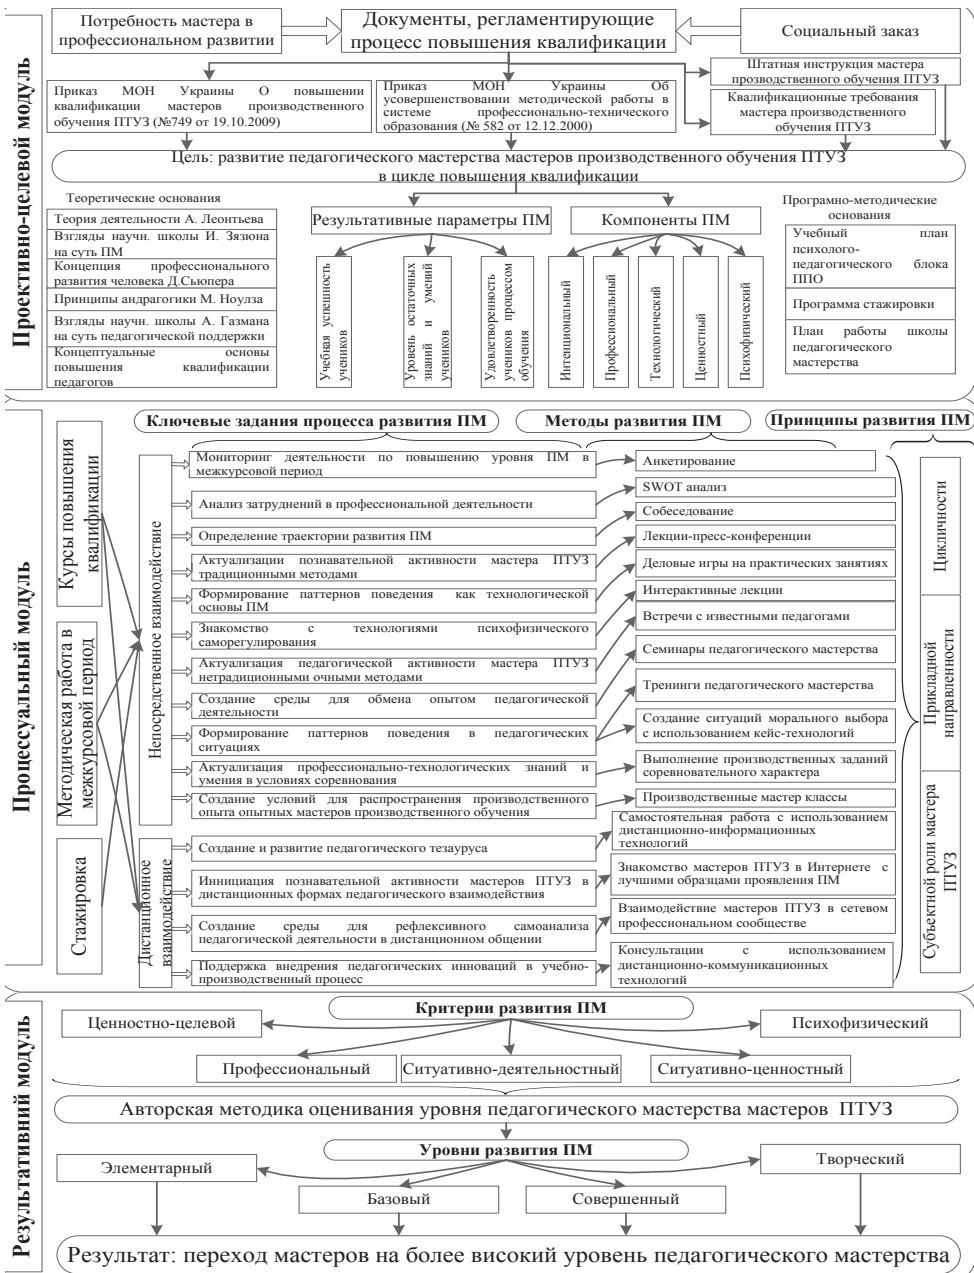 Проективно-целевой модуль
Потребность мастера в
профессиональном развитии
Документы, регламентирующие
процесс повышения квалификации
Социальный заказ
Приказ МОН Украины О повышении
квалификации мастеров производственного
обучения ПТУЗ (№749 от 19.10.2009)
Приказ МОН Украины Об
усовершенствовании методической работы в
системе профессионально-технического
образования (№ 582 от 12.12.2000)
Штатная инструкция мастера
прозводственного обучения ПТУЗ
Квалификационные требования
мастера производственного
обучения ПТУЗ
Цель: развитие педагогического мастерства мастеров производственного обучения ПТУЗ
в цикле повышения квалификации
Теоретические основания
Теория деятельности А. Леонтьева
Взгляды научн. школы И. Зязюна
на суть ПМ
Концепция профессионального
развития человека Д.Сьюпера
Принципы андрагогики М. Ноулза
Взгляды научн. школы А. Газмана
на суть педагогической поддержки
Концептуальные основы
повышения квалификации
педагогов
Результативные параметры ПМ
Учебная успешность
учеников
Уровень остаточных
знаний и умений
учеников
Удовлетворенность
учеников процессом
обучения
Компоненты ПМ
Интенциональный
Профессиональный
Технологический
Ценностный
Психофизический
Програмно-методические
основания
Учебный план
психолого-
педагогического блока
ППО
Программа стажировки
План работы школы
педагогического
мастерства
Процессуальный модуль
Ключевые задания процесса развития ПМ
Методы развития ПМ
Принципы развития ПМ
Курсы повышения
квалификации
Методическая работа в
межкурсовой период
Стажировка
Непосредственное взаимодействие
Дистанционное
взаимодействие
Мониторинг деятельности по повышению уровня ПМ в
межкурсовой период
Анализ затруднений в профессиональной деятельности
Определение траектории развития ПМ
Актуализации познавательной активности мастера ПТУЗ
традиционными методами
Формирование паттернов поведения как технологической
основы ПМ
Знакомство с технологиями психофизического
саморегулирования
Актуализация педагогической активности мастера ПТУЗ
нетрадиционными очными методами
Создание среды для обмена опытом педагогической
деятельности
Формирование паттернов поведения в педагогических
ситуациях
Актуализация профессионально-технологических знаний и
умения в условиях соревнования
Создание условий для распространения производственного
опыта опытных мастеров производственного обучения
Создание и развитие педагогического тезауруса
Иннициация познавательной активности мастеров ПТУЗ в
дистанционных формах педагогического взаимодействия
Создание среды для рефлексивного самоанализа
педагогической деятельности в дистанционном общении
Поддержка внедрения педагогических инноваций в учебно-
производственный процесс
Анкетирование
SWOT анализ
Собеседование
Лекции-пресс-конференции
Деловые игры на практических занятиях
Интерактивные лекции
Встречи с известными педагогами
Семинары педагогического мастерства
Тренинги педагогического мастерства
Создание ситуаций морального выбора
с использованием кейс-технологий
Выполнение производственных заданий
соревновательного характера
Производственные мастер классы
Самостоятельная работа с использованием
дистанционно-информационных
технологий
Знакомство мастеров ПТУЗ в Интернете с
лучшими образцами проявления ПМ
Взаимодействие мастеров ПТУЗ в сетевом
профессиональном сообществе
Консультации с использованием
дистанционно-коммуникационных
технологий
Цикличности
Прикладной
направленности
Субъектной роли мастера
ПТУЗ
Результативний модуль
Критерии развития ПМ
Ценностно-целевой
Психофизический
Профессиональный
Ситуативно-деятельностный
Ситуативно-ценностный
Авторская методика оценивания уровня педагогического мастерства мастеров ПТУЗ
Уровни развития ПМ
Элементарный
Творческий
Базовый
Совершенный
Результат: переход мастеров на более високий уровень педагогического мастерства